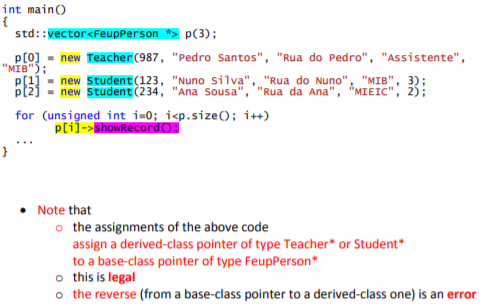 int main()
{
std::vector<FeupPerson *> p(3);
p[0] = new Teacher(987, "Pedro Santos", "Rua do Pedro", "Assistente",
"MIB");
p[1] = new Student(123, "Nuno Silva", "Rua do Nuno", "MIB", 3);
p[2] = new Student(234, "Ana Sousa", "Rua da Ana", "MIEIC", 2);
for (unsigned int i=0; i<p.size(); i++)
p[i]->showRecord();
...
}
• Note that
o the assignments of the above code
assign a derived-class pointer of type Teacher* or Student*
to a base-class pointer of type FeupPerson*
o this is legal
o the reverse (from a base-class pointer to a derived-class one) is an error